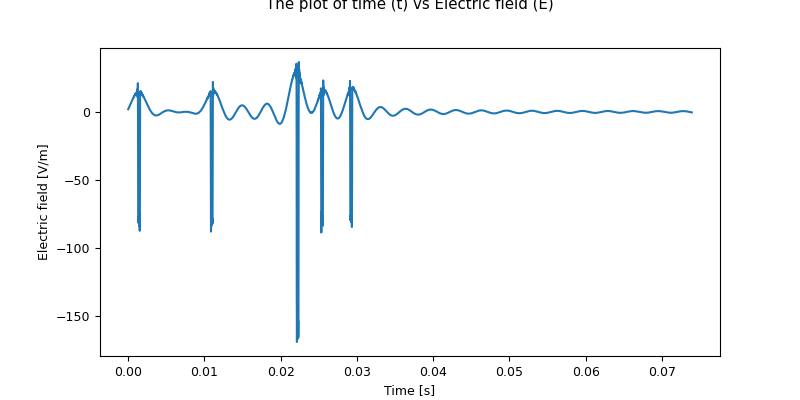 The plot of time (t) vs Electric field (E)
Electric field [V/m]
0
−50
−100
−150
0.00 0.01 0.02 0.03 0.04 0.05 0.06 0.07
Time [s]